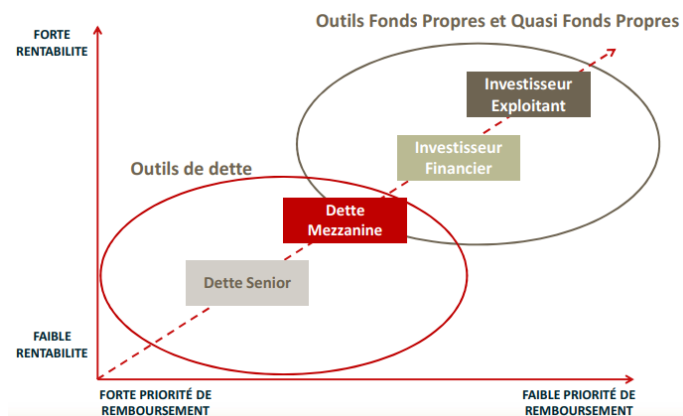 Outils Fonds Propres et Quasi Fonds Propres
FORTE
RENTABILITE
Investisseur
Exploitant
Investisseur
Financier
Outils de dette
Dette
Mezzanine
Dette Senior
FAIBLE
RENTABILITE
FORTE PRIORITÉ DE
REMBOURSEMENT
FAIBLE PRIORITÉ DE
REMBOURSEMENT